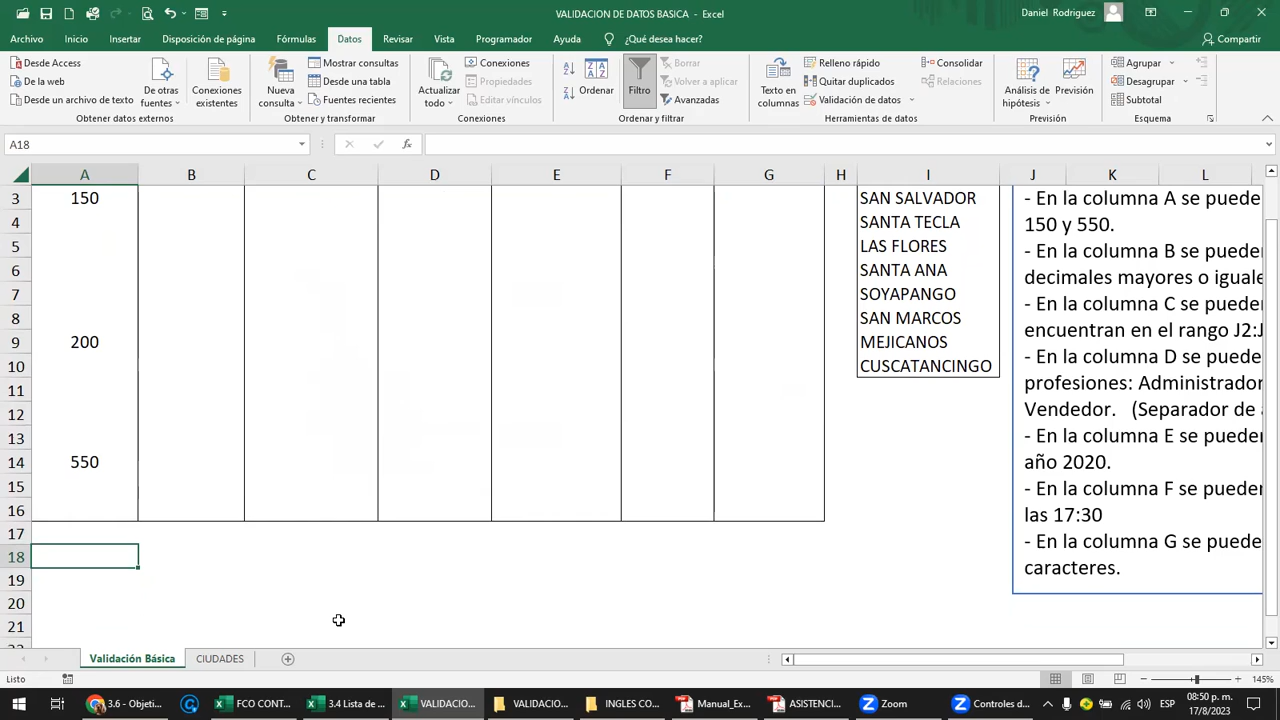 VALIDACION DE DATOS BASICA - Excel
Daniel Rodriguez
Archivo Inicio Insertar Disposición de página Fórmulas Datos Revisar Vista Programador Ayuda ¿Qué desea hacer? Compartir
Desde Access
De la web
Desde un archivo de texto
De otras fuentes
Conexiones existentes
Obtener datos externos
Nueva consulta
Mostrar consultas
Desde una tabla
Fuentes recientes
Obtener y transformar
Actualizar todo
Conexiones
Propiedades
Editar vínculos
Conexiones
Ordenar
Filtro
Borrar
Volver a aplicar
Avanzadas
Ordenar y filtrar
Texto en columnas
Relleno rápido
Quitar duplicados
Validación de datos
Consolidar
Relaciones
Herramientas de datos
Análisis de hipótesis
Previsión
Previsión
Agrupar
Desagrupar
Subtotal
Esquema
A18
fx
A B C D E F G H I J K L
3 150 SAN SALVADOR
4 SANTA TECLA
5 LAS FLORES
6 SANTA ANA
7 SOYAPANGO
8 SAN MARCOS
9 200 MEJICANOS
10 CUSCATANCINGO
11
12
13
14 550
15
16
17
18
19
20
21
- En la columna A se puede
150 y 550.
- En la columna B se pueder
decimales mayores o iguale
- En la columna C se pueder
encuentran en el rango J2:J
- En la columna D se puede
profesiones: Administrador
Vendedor. (Separador de a
- En la columna E se pueder
año 2020.
- En la columna F se pueder
las 17:30
- En la columna G se puede
caracteres.
Validación Básica CIUDADES
Listo
145%
3.6 - Objeti... FCO CONT... 3.4 Lista de ... VALIDACIO... VALIDACIO... INGLES CO... Manual_Ex... ASISTENCI... Zoom Controles d...
08:50 p. m.
17/8/2023